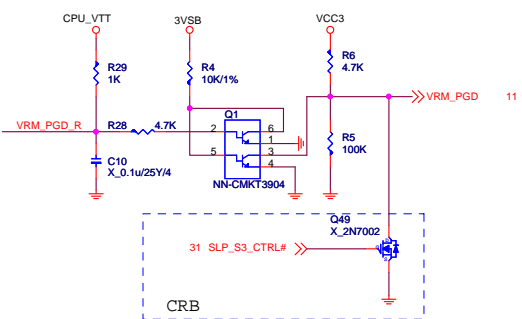 CPU_VTT 3VSB VCC3
R29
1K
R4
10K/1%
R6
4.7K
VRM_PGD 11
VRM_PGD_R R28 4.7K
Q1
2 6
1
5 3
4
R5
100K
C10
X_0.1u/25Y/4
NN-CMKT3904
Q49
X_2N7002
31 SLP_S3_CTRL#
CRB